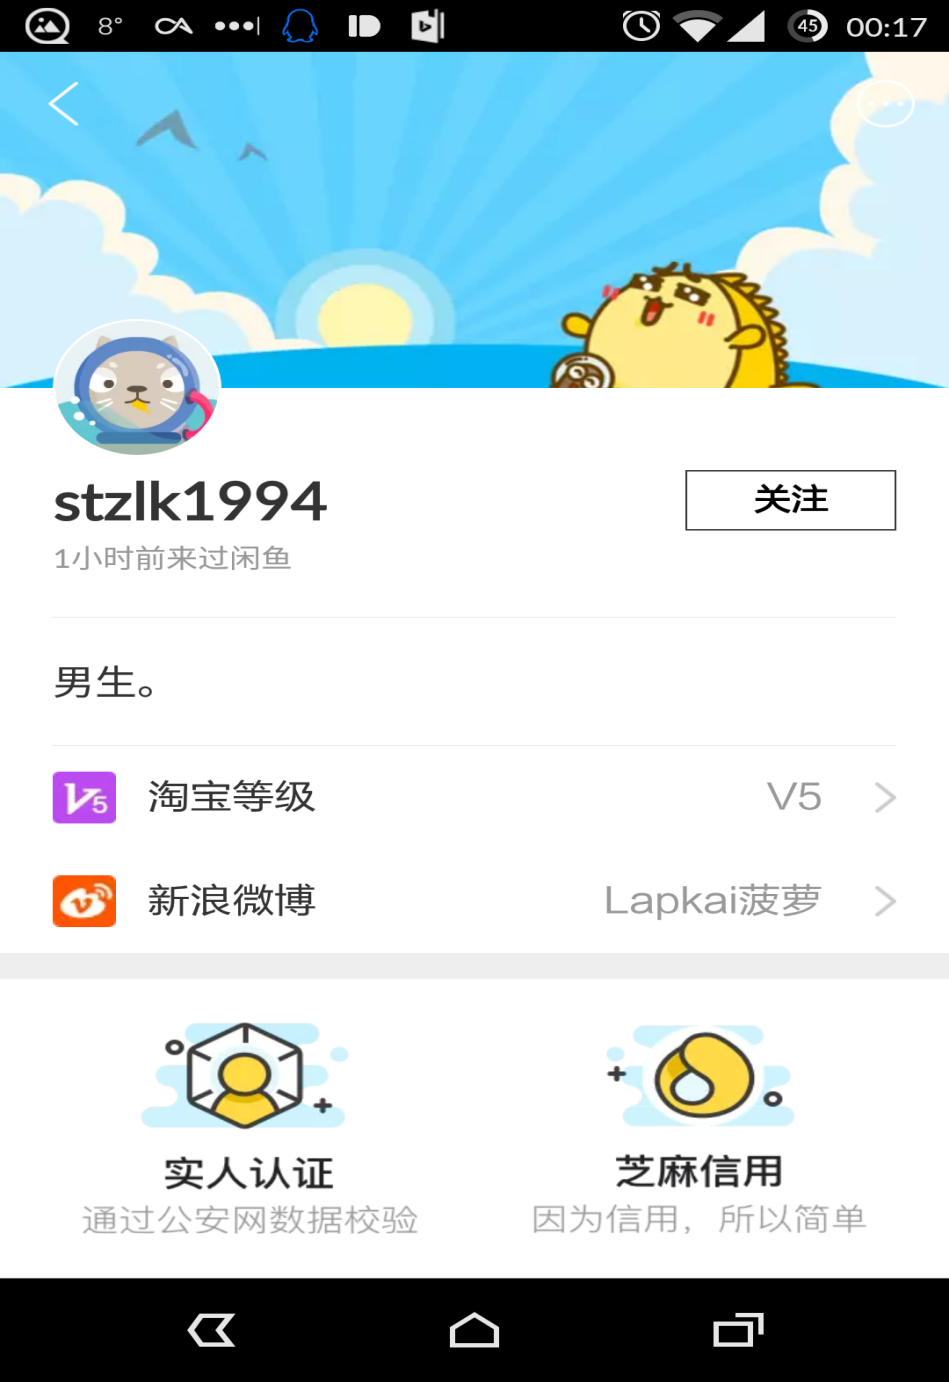 8° 45 00:17
stzlk1994
关注
1小时前来过闲鱼
男生。
V5 淘宝等级 V5
新浪微博 Lapkai菠萝
实人认证 芝麻信用
通过公安网数据校验 因为信用，所以简单